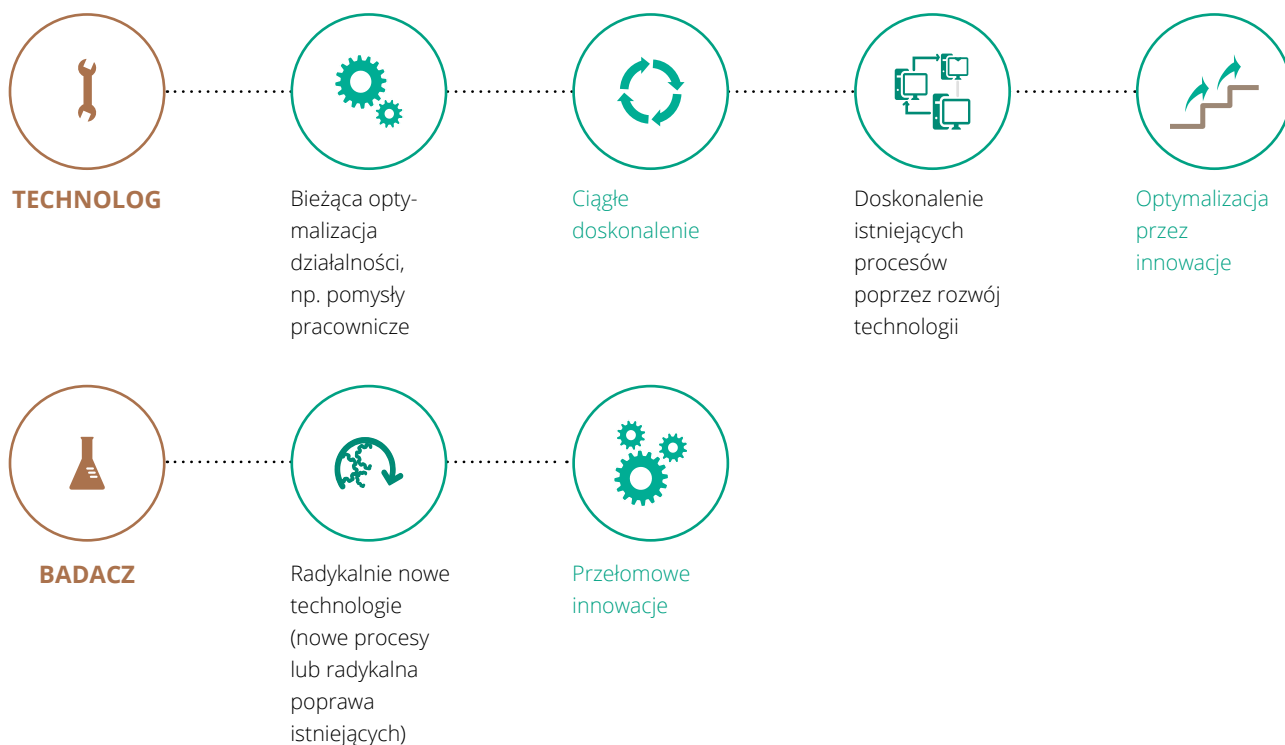 TECHNOLOG
Bieżąca opty-
malizacja
działalności,
np. pomysły
pracownicze
Ciągłe
doskonalenie
Doskonalenie
istniejących
procesów
poprzez rozwój
technologii
Optymalizacja
przez
innowacje
BADACZ
Radykalnie nowe
technologie
(nowe procesy
lub radykalna
poprawa
istniejących)
Przełomowe
innowacje